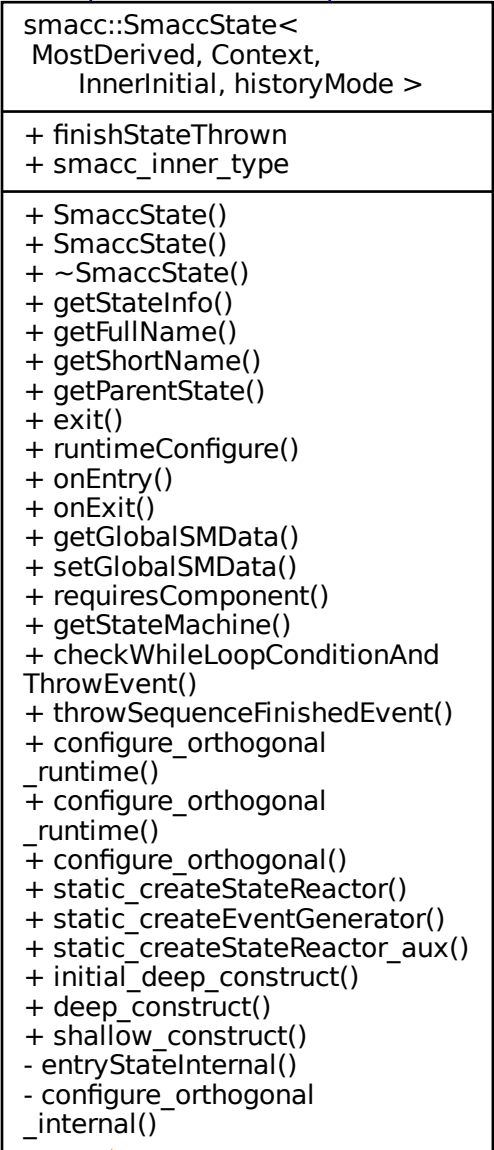 smacc::SmaccState<
MostDerived, Context,
InnerInitial, historyMode >
+ finishStateThrown
+ smacc_inner_type
+ SmaccState()
+ SmaccState()
+ ~SmaccState()
+ getStateInfo()
+ getFullName()
+ getShortName()
+ getParentState()
+ exit()
+ runtimeConfigure()
+ onEntry()
+ onExit()
+ getGlobalSMData()
+ setGlobalSMData()
+ requiresComponent()
+ getStateMachine()
+ checkWhileLoopConditionAnd
ThrowEvent()
+ throwSequenceFinishedEvent()
+ configure_orthogonal
_runtime()
+ configure_orthogonal
_runtime()
+ configure_orthogonal()
+ static_createStateReactor()
+ static_createEventGenerator()
+ static_createStateReactor_aux()
+ initial_deep_construct()
+ deep_construct()
+ shallow_construct()
- entryStateInternal()
- configure_orthogonal
_internal()